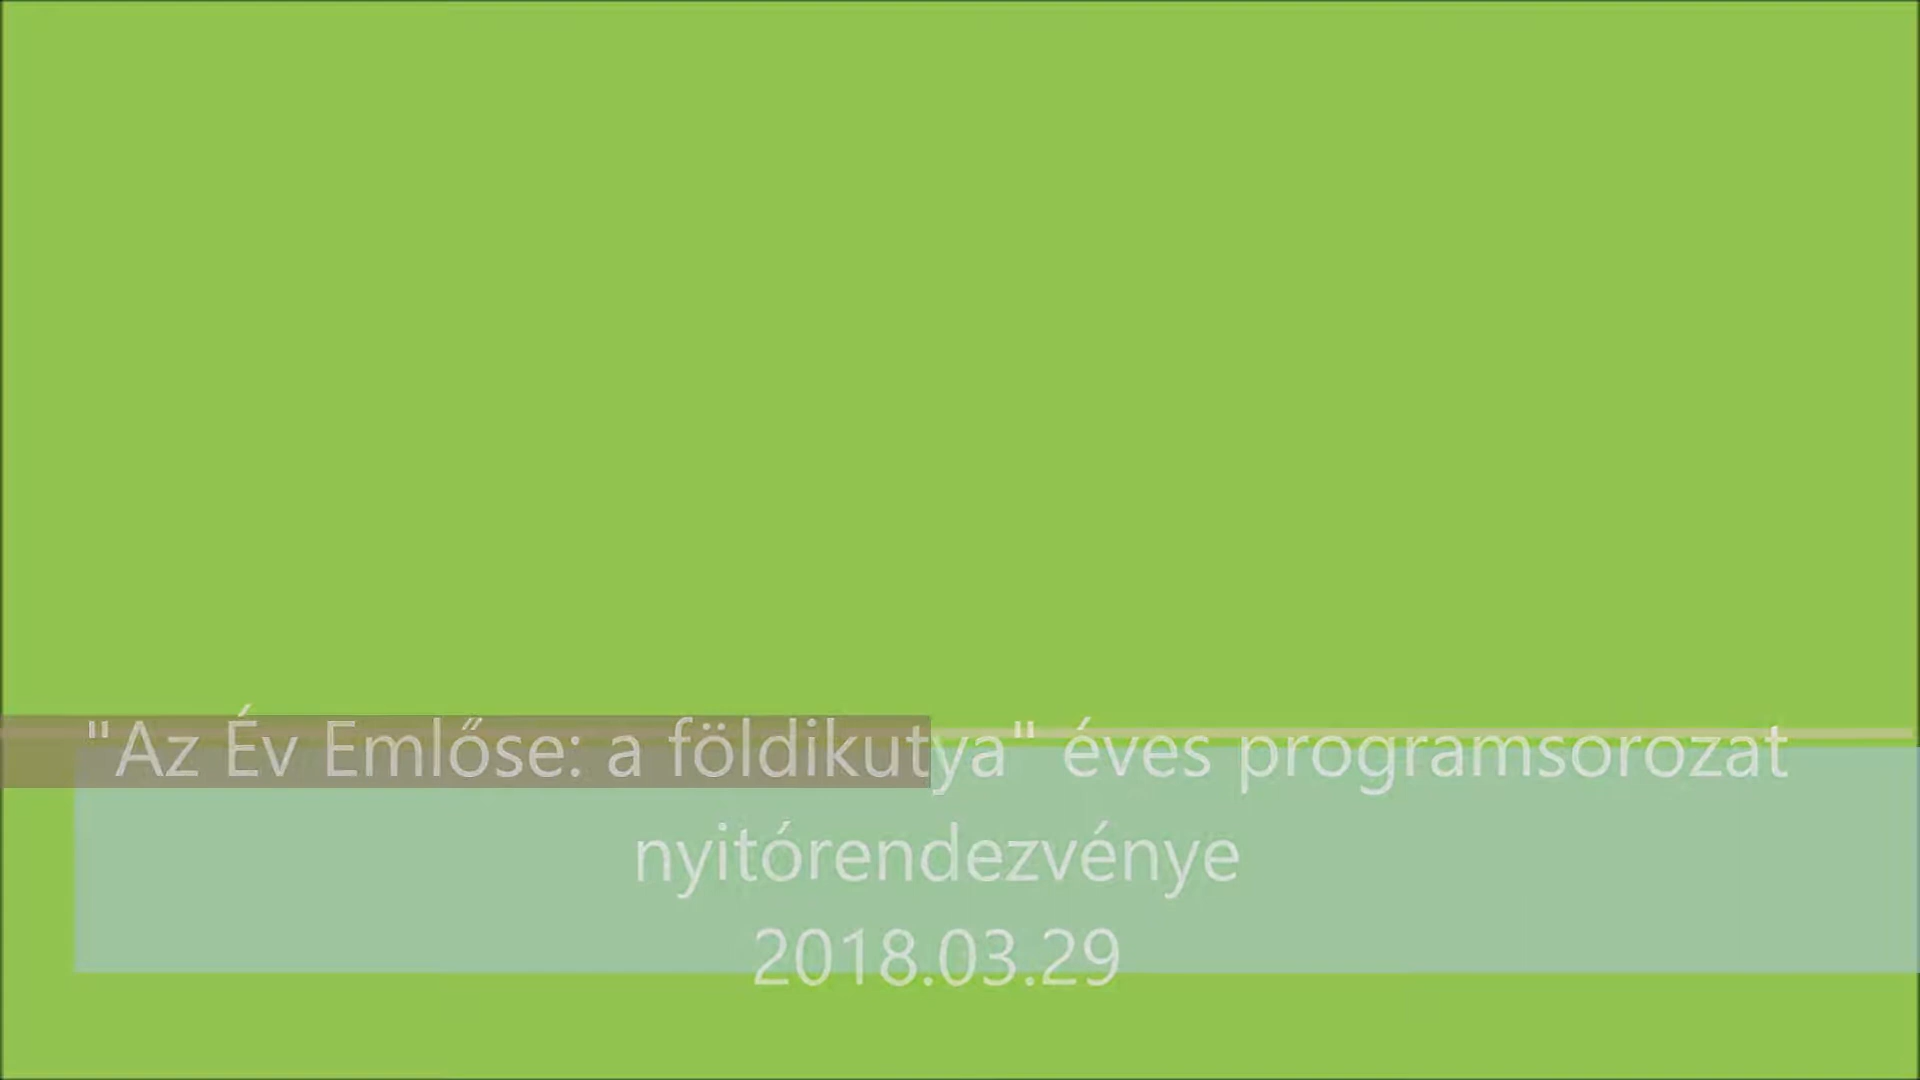 "Az Év Emlőse: a földikutya" éves programsorozat
nyitórendezvénye
2018.03.29